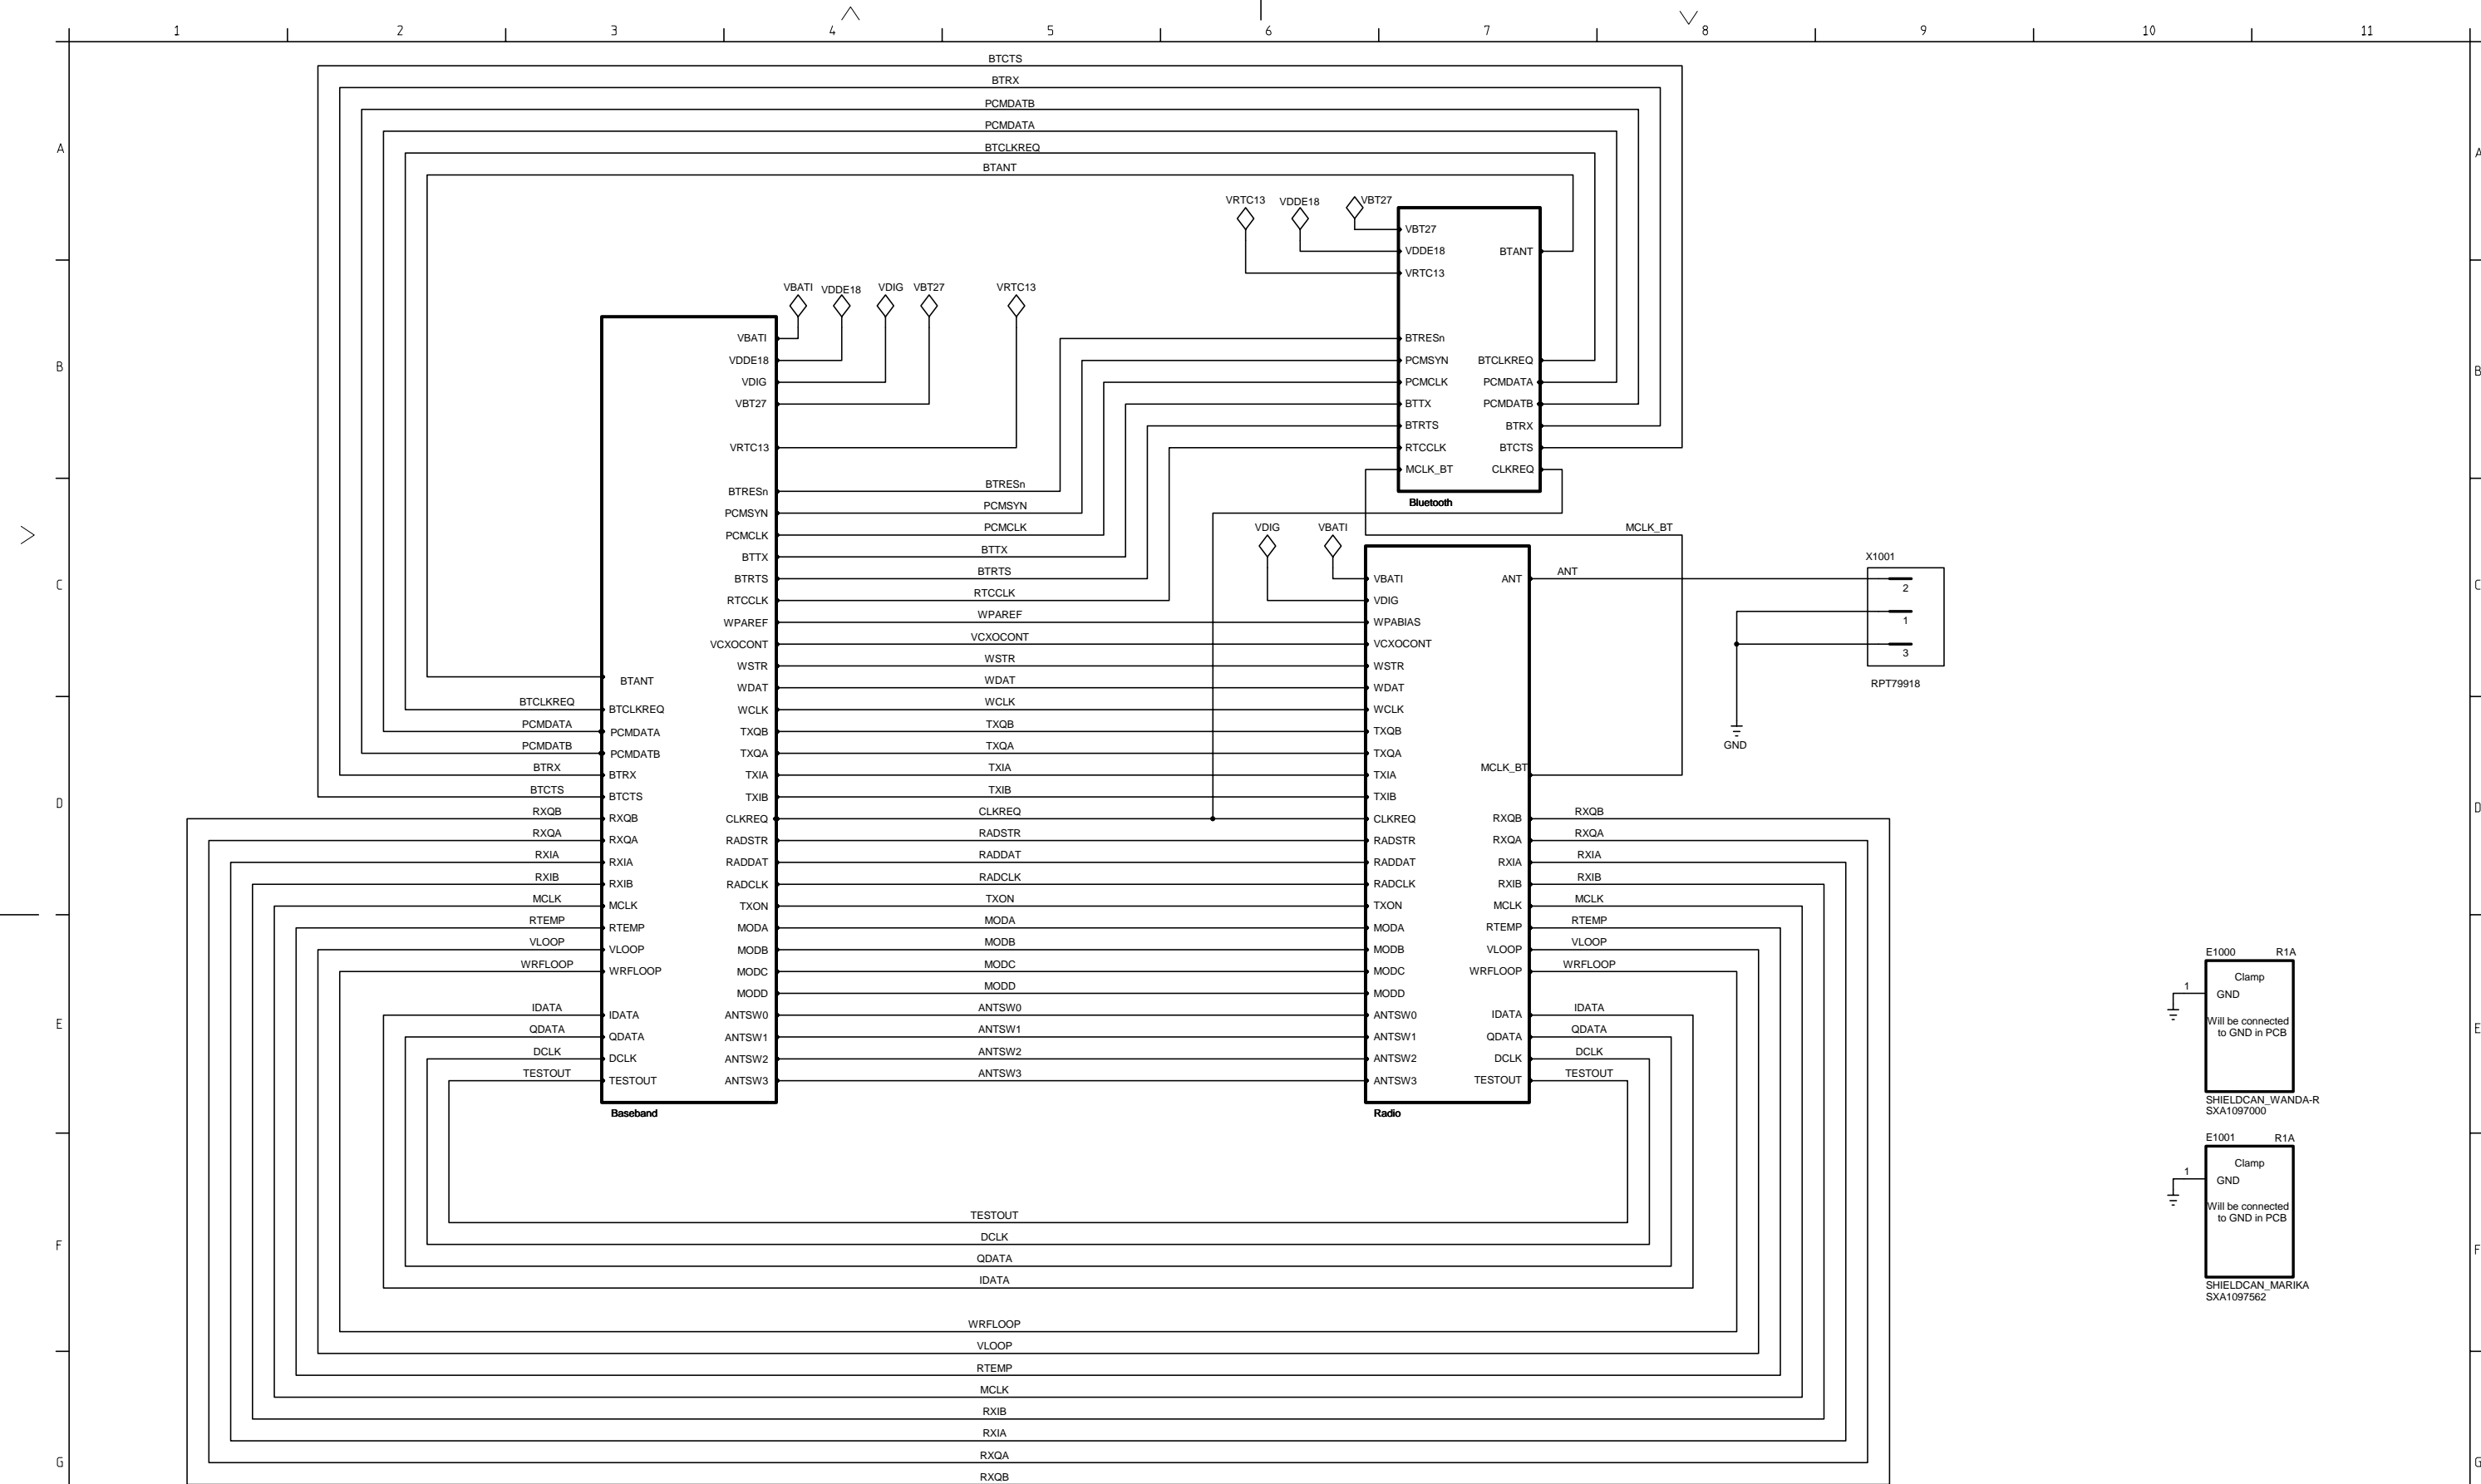 1 2 3 4 5 6 7 8 9 10 11
BTCTS
BTRX
PCMDATB
PCMDATA
A A
BTCLKREQ
BTANT
VRTC13 VDDE18 VBT27
VBT27
VDDE18 BTANT
VRTC13
VBATI VDDE18 VDIG VBT27 VRTC13
VBATI BTRESn
VDDE18 PCMSYN BTCLKREQ
B B
VDIG PCMCLK PCMDATA
VBT27 BTTX PCMDATB
BTRTS BTRX
VRTC13 RTCCLK BTCTS
MCLK_BT CLKREQ
BTRESn BTRESn
Bluetooth
PCMSYN PCMSYN
PCMCLK PCMCLK VDIG VBATI MCLK_BT
BTTX BTTX X1001
BTRTS BTRTS VBATI ANT ANT 2
C C
RTCCLK RTCCLK VDIG
WPAREF WPAREF WPABIAS 1
VCXOCONT VCXOCONT VCXOCONT 3
WSTR WSTR WSTR
BTANT WDAT WDAT WDAT RPT79918
BTCLKREQ BTCLKREQ WCLK WCLK WCLK
PCMDATA PCMDATA TXQB TXQB TXQB
PCMDATB PCMDATB TXQA TXQA TXQA GND
BTRX BTRX TXIA TXIA TXIA MCLK_BT
BTCTS BTCTS TXIB TXIB TXIB
D D
RXQB RXQB CLKREQ CLKREQ CLKREQ RXQB RXQB
RXQA RXQA RADSTR RADSTR RADSTR RXQA RXQA
RXIA RXIA RADDAT RADDAT RADDAT RXIA RXIA
RXIB RXIB RADCLK RADCLK RADCLK RXIB RXIB
MCLK MCLK TXON TXON TXON MCLK MCLK
RTEMP RTEMP MODA MODA MODA RTEMP RTEMP
VLOOP VLOOP MODB MODB MODB VLOOP VLOOP
WRFLOOP WRFLOOP MODC MODC MODC WRFLOOP WRFLOOP
MODD MODD MODD
IDATA IDATA ANTSW0 ANTSW0 ANTSW0 IDATA IDATA
E E
QDATA QDATA ANTSW1 ANTSW1 ANTSW1 QDATA QDATA
DCLK DCLK ANTSW2 ANTSW2 ANTSW2 DCLK DCLK
TESTOUT TESTOUT ANTSW3 ANTSW3 ANTSW3 TESTOUT TESTOUT
Baseband Radio
E1000 R1A
Clamp
1 GND
Will be connected
to GND in PCB
SHIELDCAN_WANDA-R
SXA1097000
E1001 R1A
Clamp
1 GND
Will be connected
to GND in PCB
SHIELDCAN_MARIKA
SXA1097562
TESTOUT
DCLK
F F
QDATA
IDATA
WRFLOOP
VLOOP
RTEMP
MCLK
RXIB
RXIA
RXQA
G G
RXQB